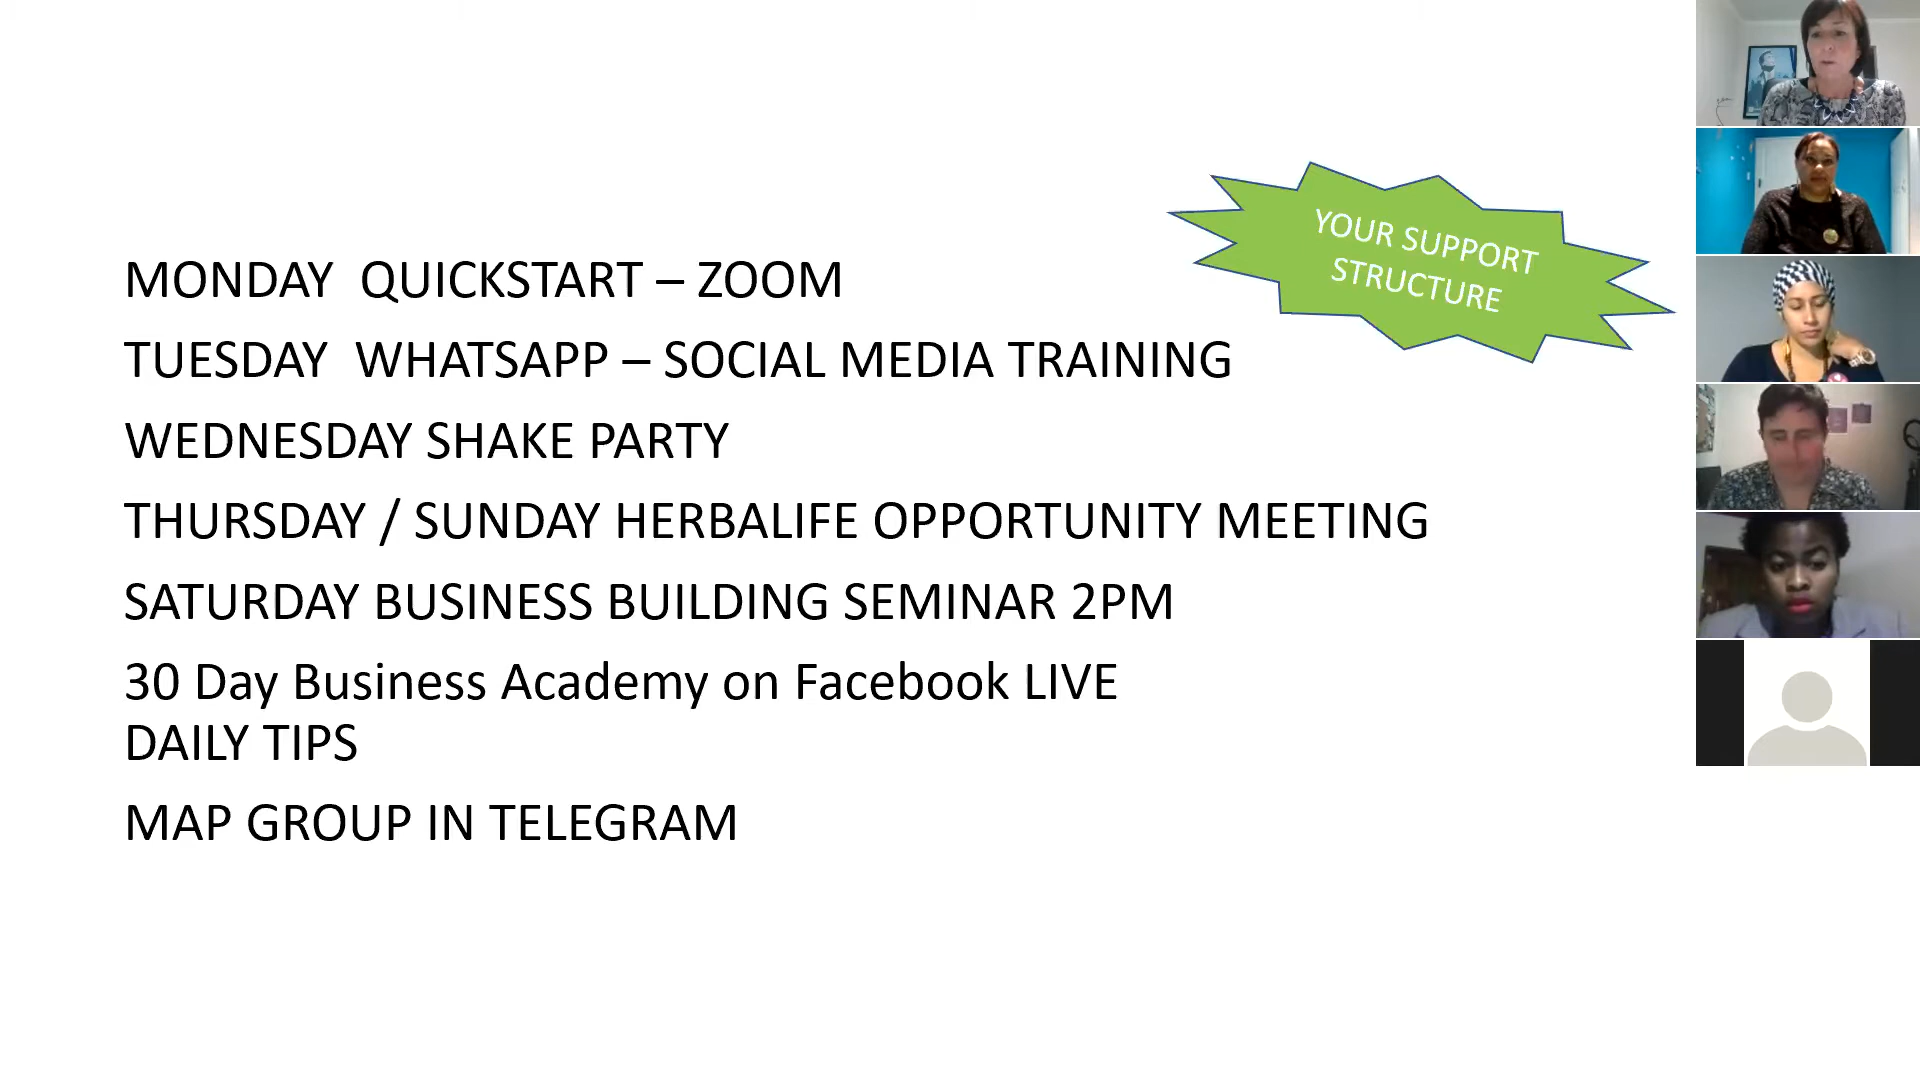 YOUR SUPPORT
STRUCTURE
MONDAY  QUICKSTART – ZOOM
TUESDAY  WHATSAPP – SOCIAL MEDIA TRAINING
WEDNESDAY SHAKE PARTY
THURSDAY / SUNDAY HERBALIFE OPPORTUNITY MEETING
SATURDAY BUSINESS BUILDING SEMINAR 2PM
30 Day Business Academy on Facebook LIVE
DAILY TIPS
MAP GROUP IN TELEGRAM